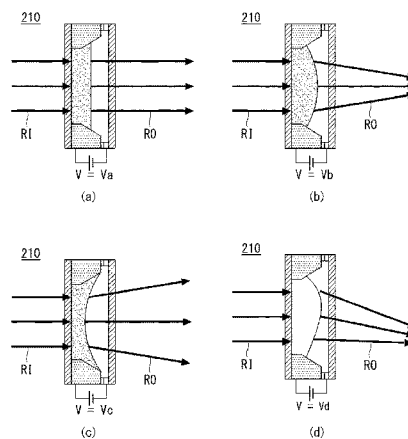 210
210
RI
RO
RI
RO
V = Va
V = Vb
(a)
(b)
210
210
RI
RO
RI
RO
V = Vc
V = Vd
(c)
(d)